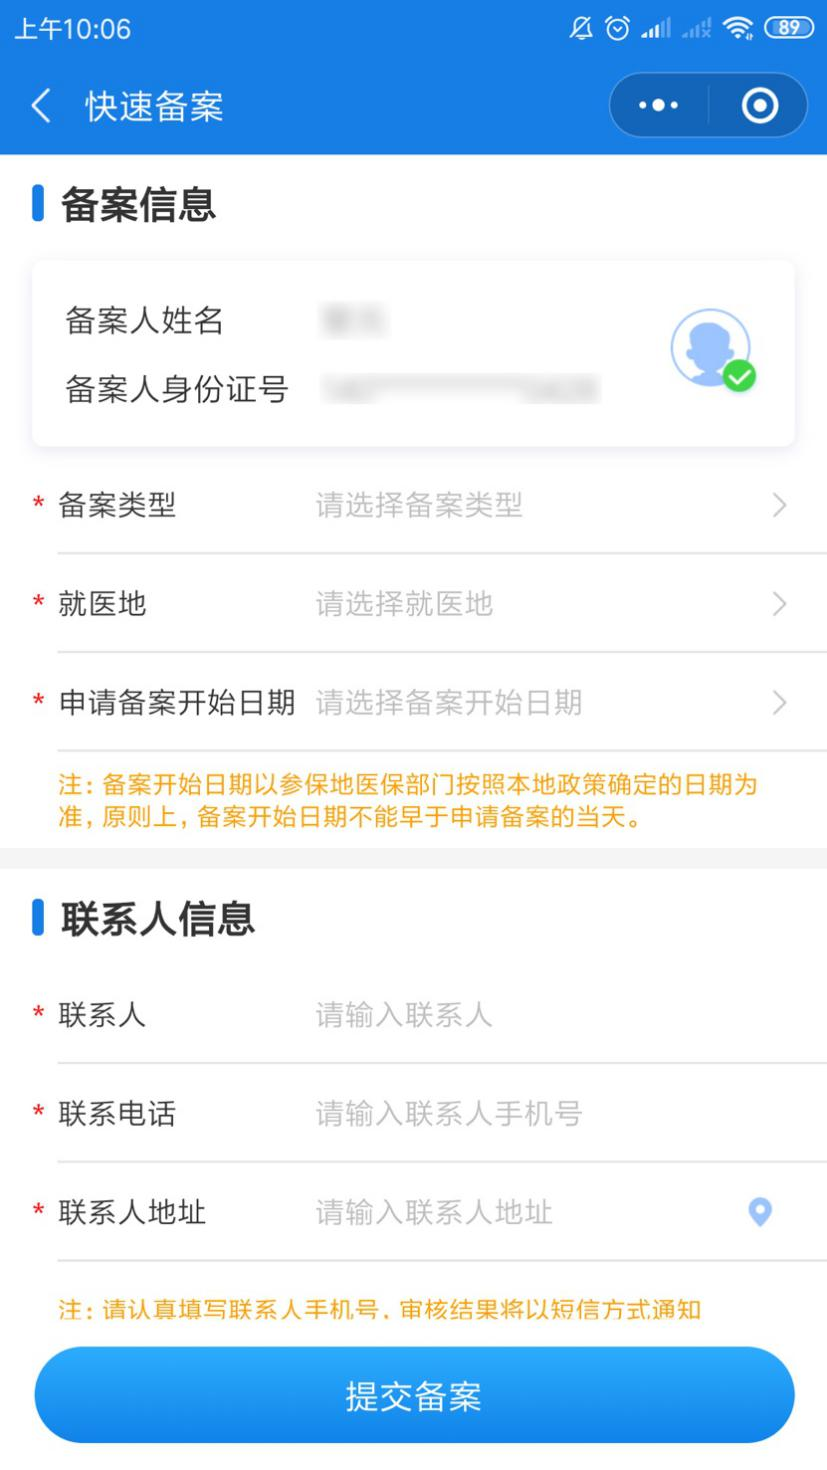 上午10:06
89
快速备案
备案信息
备案人姓名
备案人身份证号
* 备案类型 请选择备案类型
* 就医地 请选择就医地
* 申请备案开始日期 请选择备案开始日期
注：备案开始日期以参保地医保部门按照本地政策确定的日期为
准，原则上，备案开始日期不能早于申请备案的当天。
联系人信息
* 联系人 请输入联系人
* 联系电话 请输入联系人手机号
* 联系人地址 请输入联系人地址
注：请认真填写联系人手机号，审核结果将以短信方式通知
提交备案